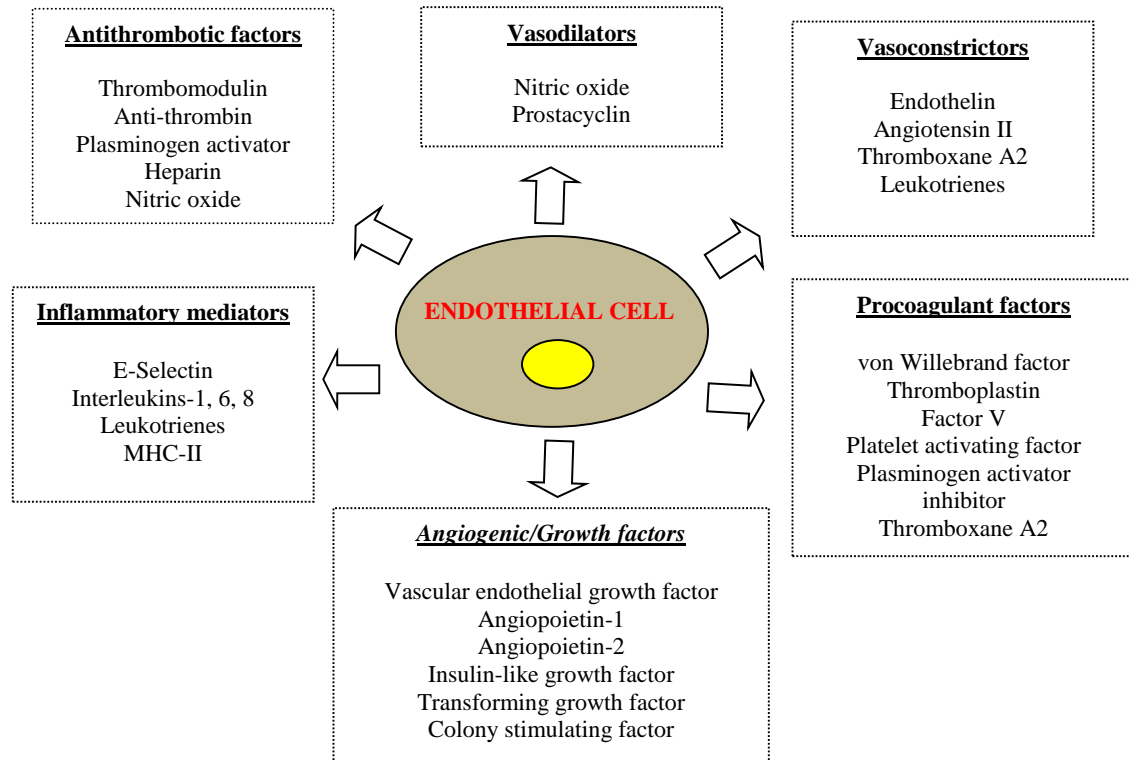 Antithrombotic factors
Thrombomodulin
Anti-thrombin
Plasminogen activator
Heparin
Nitric oxide
Vasodilators
Nitric oxide
Prostacyclin
Vasoconstrictors
Endothelin
Angiotensin II
Thromboxane A2
Leukotrienes
ENDOTHELIAL CELL
Inflammatory mediators
E-Selectin
Interleukins-1, 6, 8
Leukotrienes
MHC-II
Procoagulant factors
von Willebrand factor
Thromboplastin
Factor V
Platelet activating factor
Plasminogen activator
inhibitor
Thromboxane A2
Angiogenic/Growth factors
Vascular endothelial growth factor
Angiopoietin-1
Angiopoietin-2
Insulin-like growth factor
Transforming growth factor
Colony stimulating factor